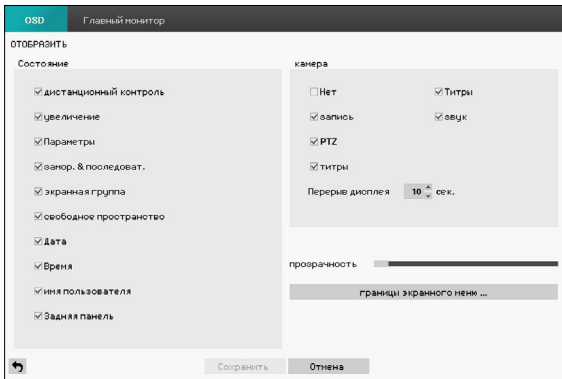 OSD Главный монитор
ОТОБРАЗИТЬ
Состояние
дистанционный контроль
увеличение
Параметры
замор. & последоват.
экранная группа
свободное пространство
Дата
Время
имя пользователя
Задняя панель
камера
Нет Титры
запись звук
PTZ
титры
Перерыв дисплея 10 сек.
прозрачность
границы экранного меню ...
Сохранить Отмена